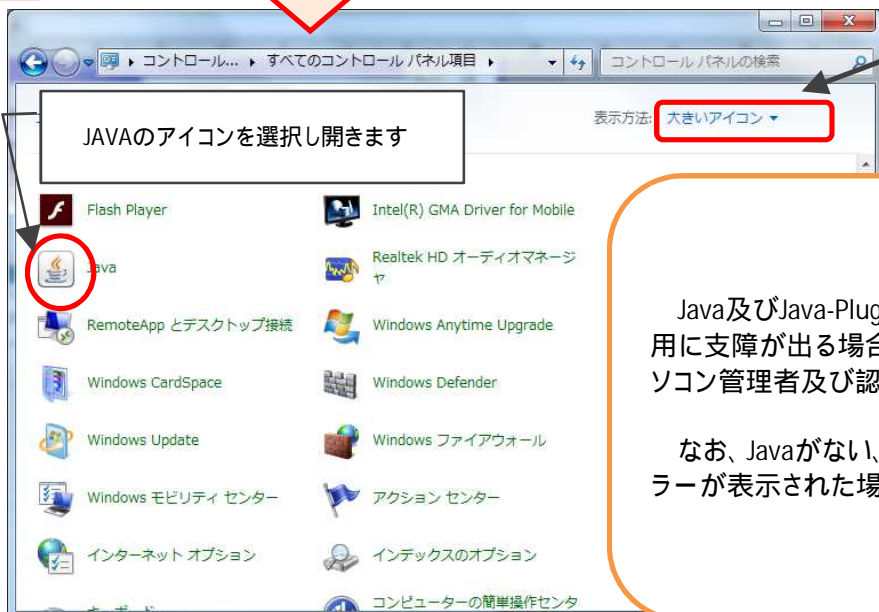 コントロール... ▸ すべてのコントロール パネル項目 ▸
コントロール パネルの検索
JAVAのアイコンを選択し開きます
表示方法: 大きいアイコン
Flash Player
Intel(R) GMA Driver for Mobile
Java
Realtek HD オーディオマネージ
ャ
RemoteApp とデスクトップ接続
Windows Anytime Upgrade
Windows CardSpace
Windows Defender
Windows Update
Windows ファイアウォール
Windows モビリティ センター
アクション センター
インターネット オプション
インデックスのオプション
コンピューターの簡単操作センタ
Java及びJava-Plug
用に支障が出る場合
ソコン管理者及び認
なお、Javaがない、
ラーが表示された場